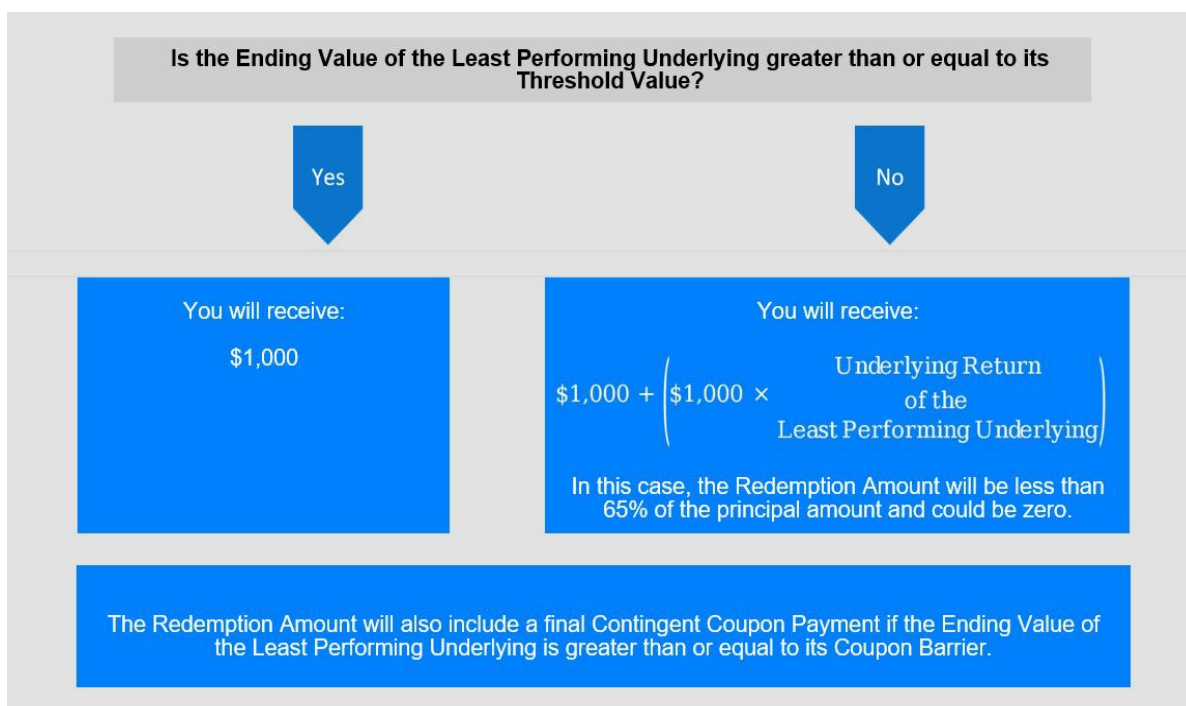 Is the Ending Value of the Least Performing Underlying greater than or equal to its
Threshold Value?
Yes
No
You will receive:
$1,000
You will receive:
$1,000 + ($1,000 × Underlying Return
of the
Least Performing Underlying)
In this case, the Redemption Amount will be less than
65% of the principal amount and could be zero.
The Redemption Amount will also include a final Contingent Coupon Payment if the Ending Value of
the Least Performing Underlying is greater than or equal to its Coupon Barrier.